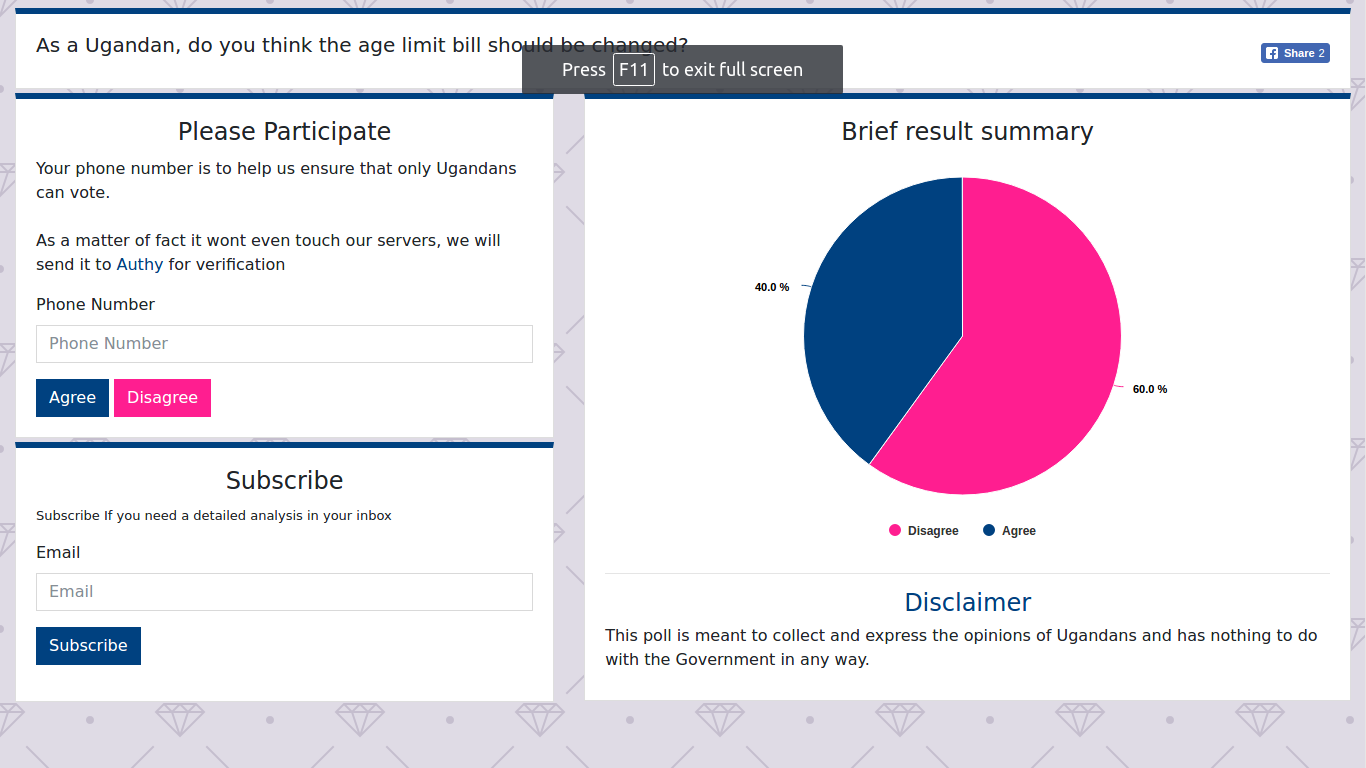 As a Ugandan, do you think the age limit bill should be changed?
Share 2
Press F11 to exit full screen
Please Participate
Your phone number is to help us ensure that only Ugandans
can vote.
As a matter of fact it wont even touch our servers, we will
send it to Authy for verification
Phone Number
Phone Number
Agree Disagree
Subscribe
Subscribe If you need a detailed analysis in your inbox
Email
Email
Subscribe
Brief result summary
40.0 %
60.0 %
Disagree Agree
Disclaimer
This poll is meant to collect and express the opinions of Ugandans and has nothing to do
with the Government in any way.